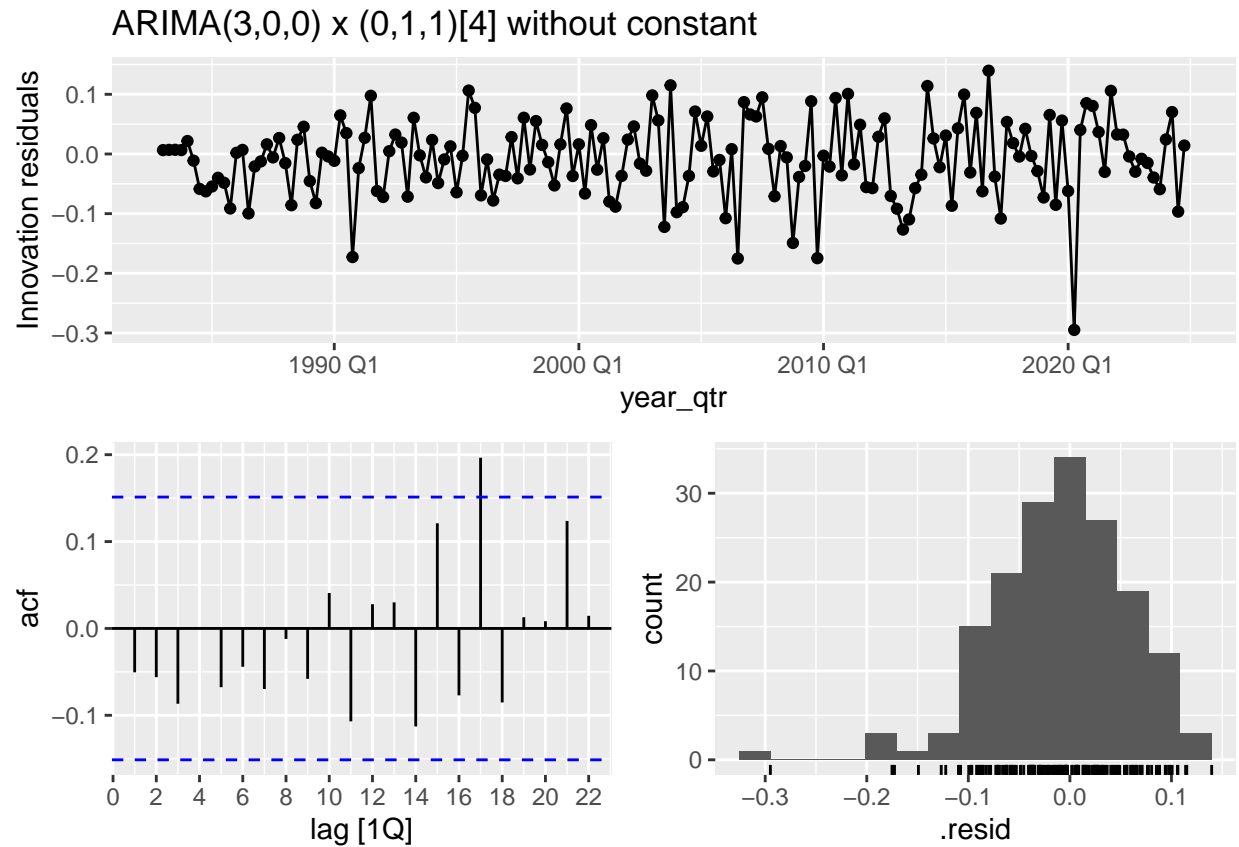 ARIMA(3,0,0) x (0,1,1)[4] without constant
Innovation residuals
0.1
0.0
−0.1
−0.2
−0.3
1990 Q1 2000 Q1 2010 Q1 2020 Q1
year_qtr
acf
0.2
0.1
0.0
−0.1
0 2 4 6 8 10 12 14 16 18 20 22
lag [1Q]
count
30
20
10
0
−0.3 −0.2 −0.1 0.0 0.1
.resid